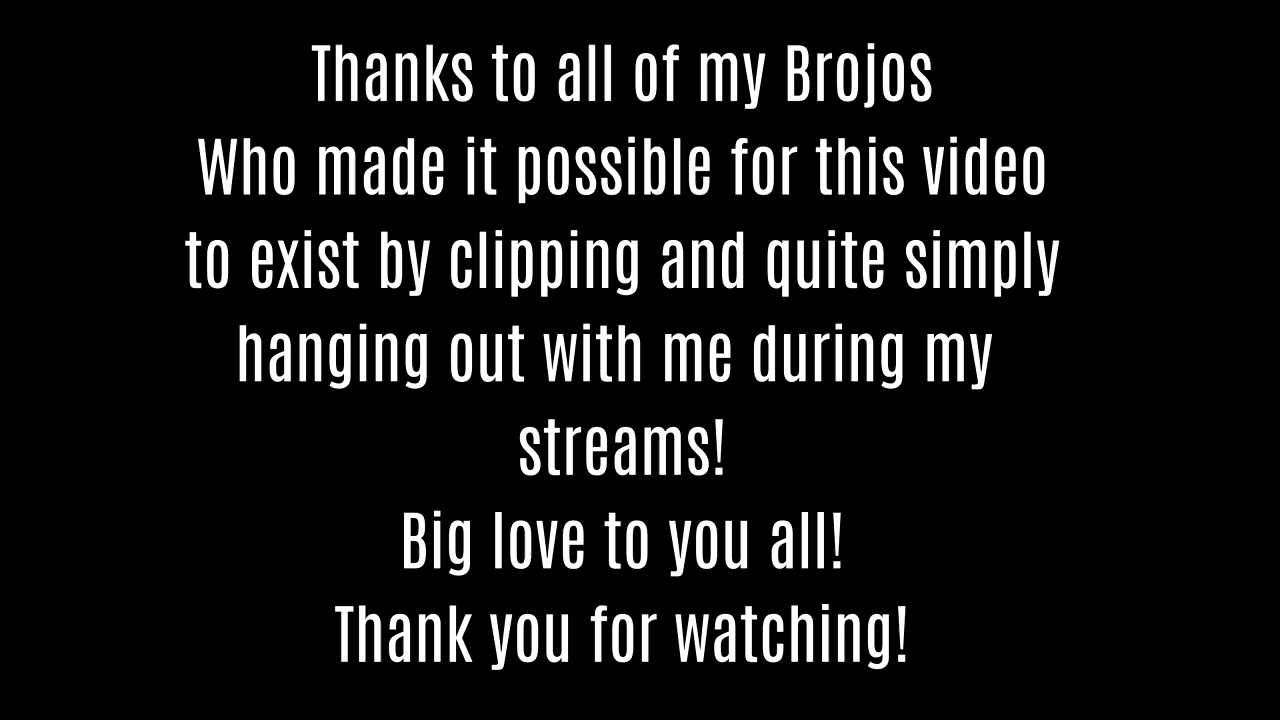 Thanks to all of my Brojos
Who made it possible for this video
to exist by clipping and quite simply
hanging out with me during my
streams!
Big love to you all!
Thank you for watching!